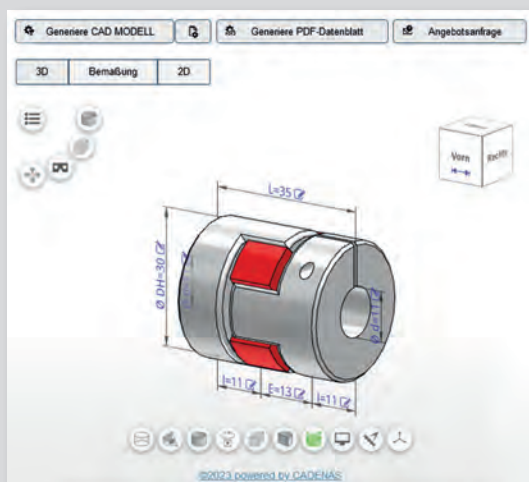 Generiere CAD MODELL
Generiere PDF-Datenblatt
Angebotsanfrage
3D
Bemaßung
2D
Vorn
Rechts
L=35
Ø DH=30
Ø d=11
l=11
E=13
l=11
©2023 powered by CADENAS